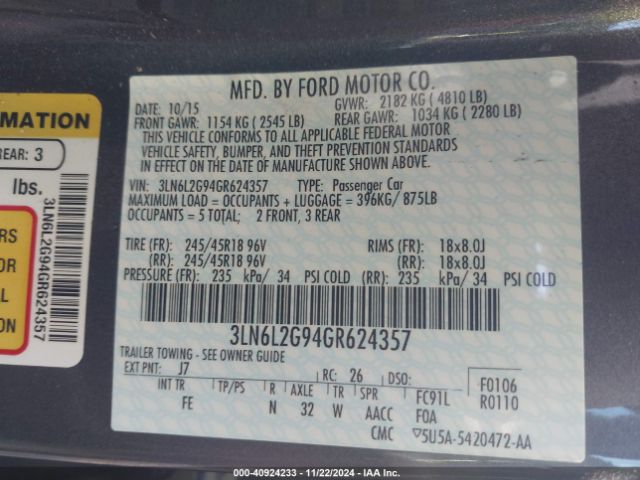 MFD. BY FORD MOTOR CO.
DATE: 10/15 GVWR: 2182 KG ( 4810 LB)
FRONT GAWR: 1154 KG ( 2545 LB) REAR GAWR: 1034 KG ( 2280 LB)
THIS VEHICLE CONFORMS TO ALL APPLICABLE FEDERAL MOTOR
VEHICLE SAFETY, BUMPER, AND THEFT PREVENTION STANDARDS
IN EFFECT ON THE DATE OF MANUFACTURE SHOWN ABOVE.
VIN: 3LN6L2G94GR624357 TYPE: Passenger Car
MAXIMUM LOAD = OCCUPANTS + LUGGAGE = 396KG/ 875LB
OCCUPANTS = 5 TOTAL; 2 FRONT, 3 REAR
TIRE (FR): 245/45R18 96V RIMS (FR): 18x8.0J
(RR): 245/45R18 96V (RR): 18x8.0J
PRESSURE (FR): 235 kPa/ 34 PSI COLD (RR): 235 kPa/ 34 PSI COLD
3LN6L2G94GR624357
TRAILER TOWING - SEE OWNER GUIDE
EXT PNT: J7 RC: 26 DSO: F0106
INT TR TP/PS R AXLE TR SPR FC91L R0110
FE N 32 W AACC F0A
CMC 5U5A-5420472-AA
MATION
REAR: 3
lbs.
RS
OR
AL
ON
3LN6L2G94GR624357
000 - 40924233 - 11/22/2024 - IAA Inc.